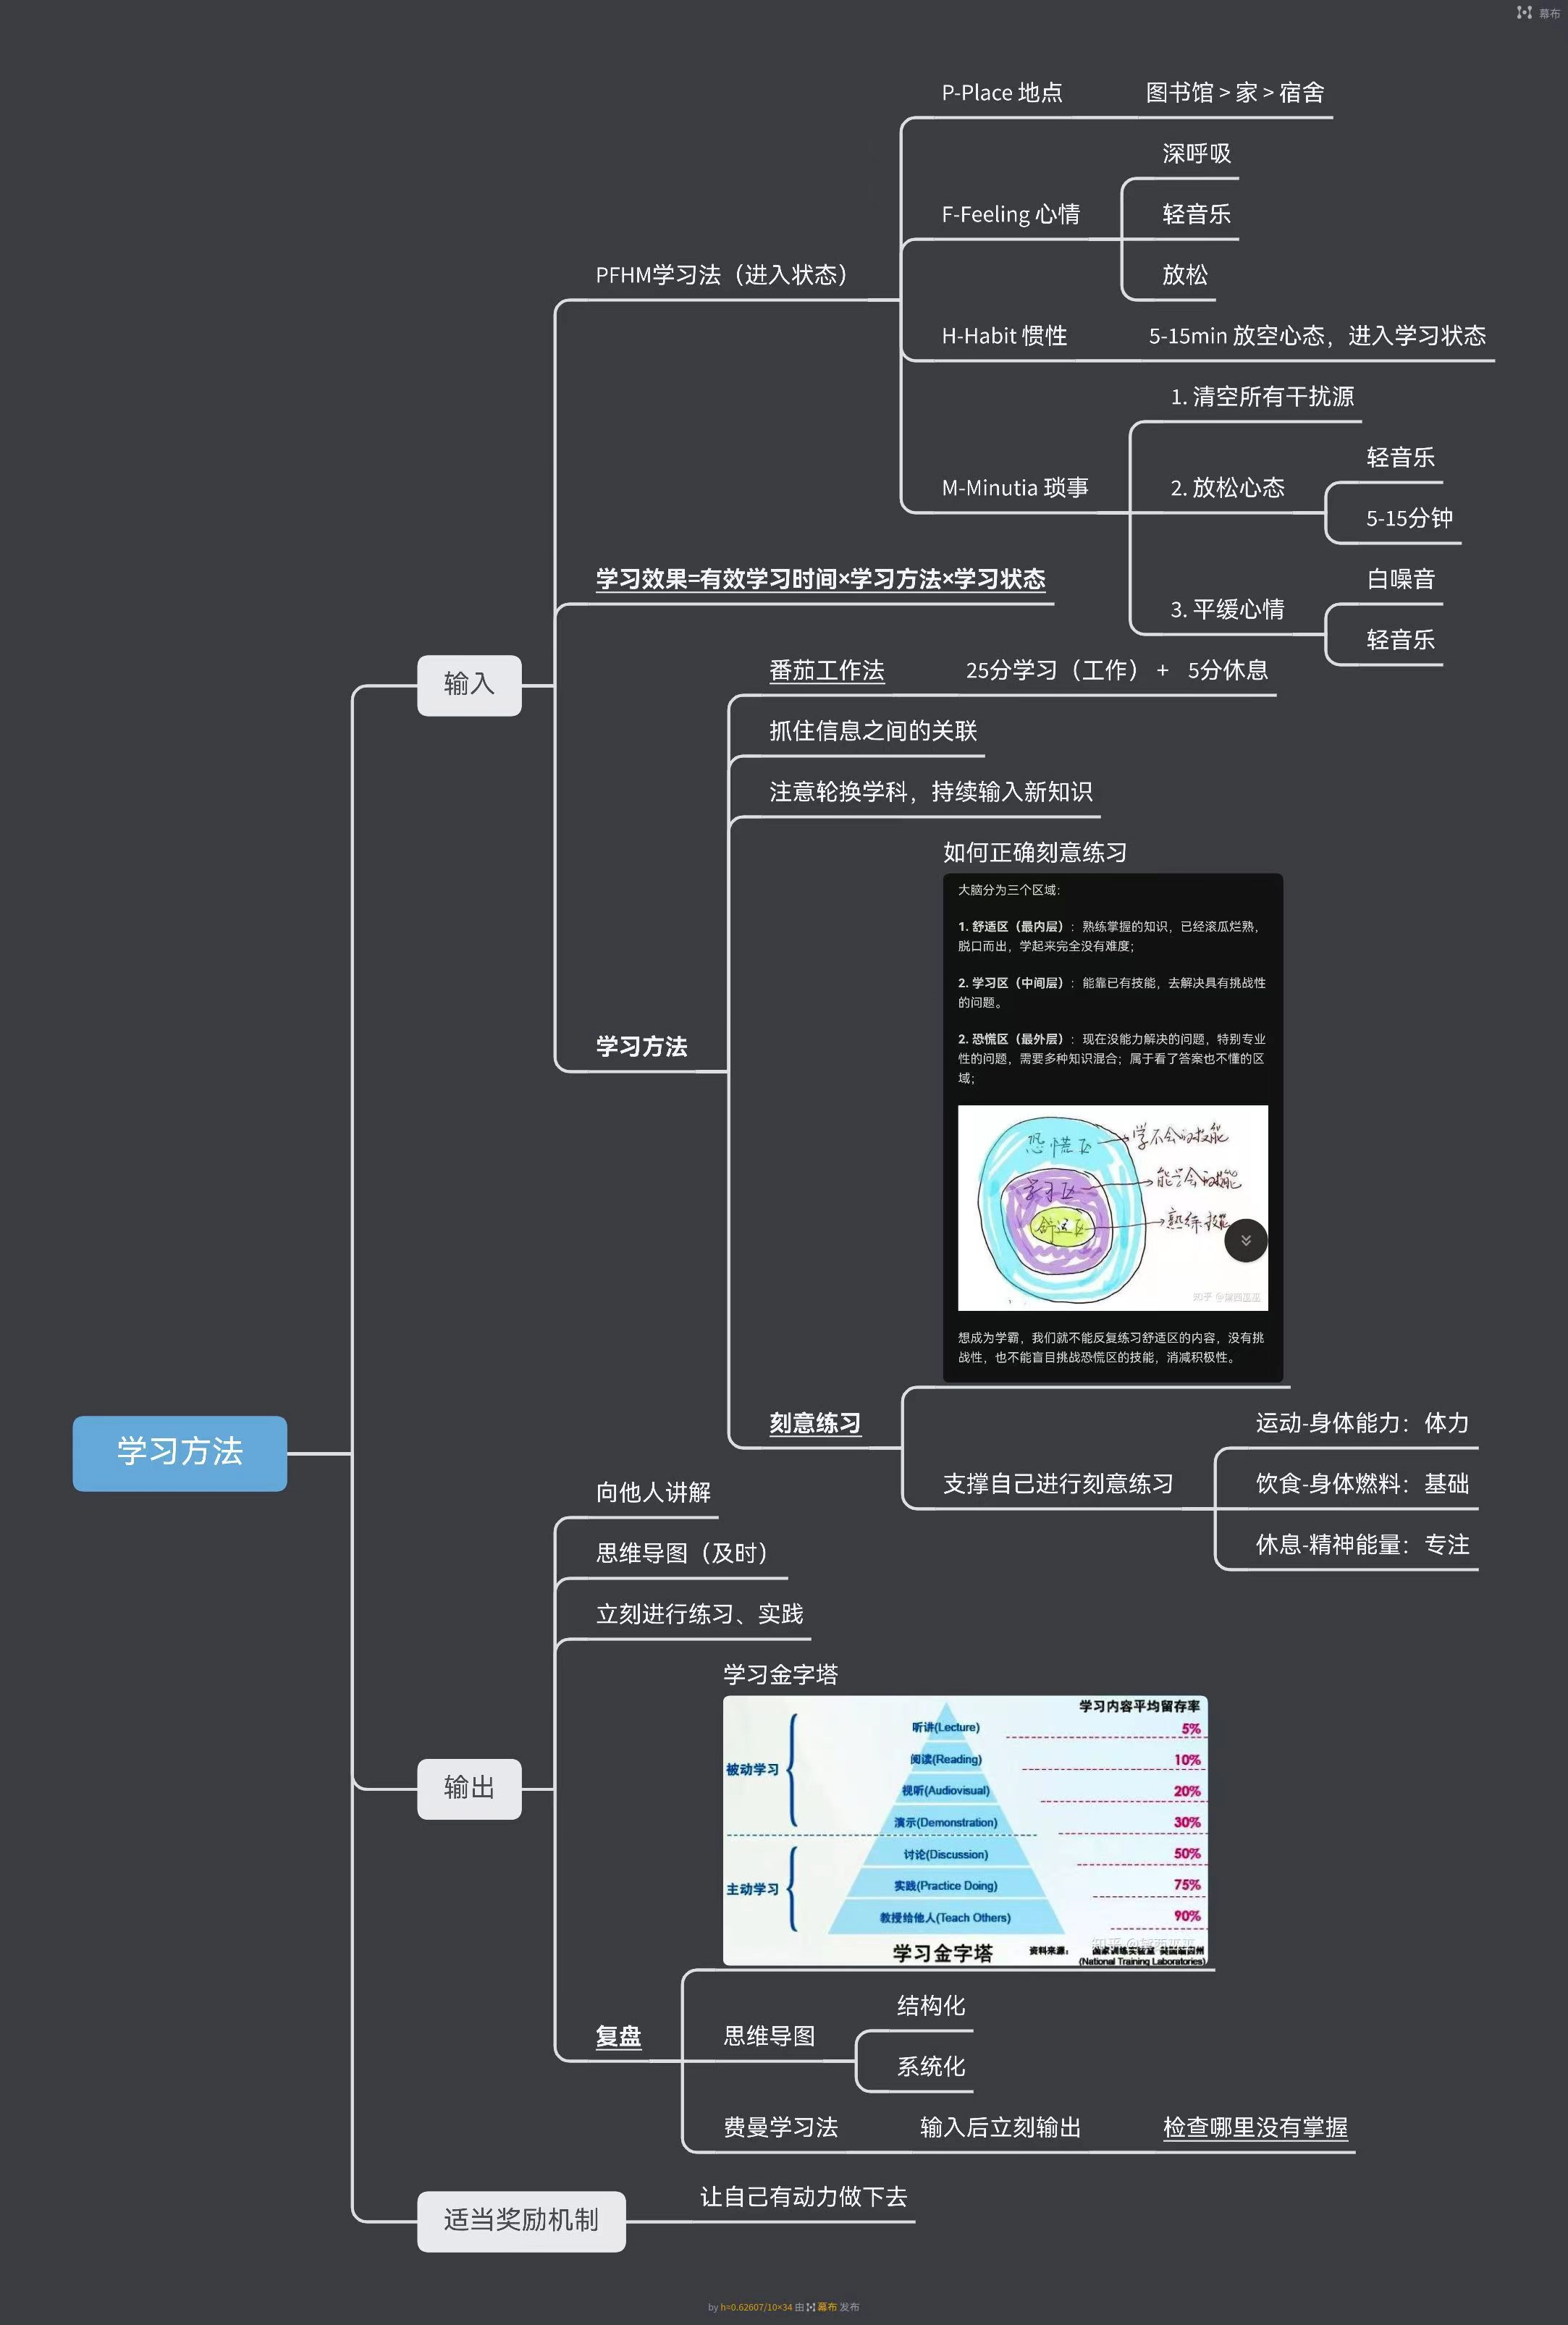 幕布
P-Place 地点
图书馆 > 家 > 宿舍
深呼吸
F-Feeling 心情
轻音乐
放松
PFHM学习法（进入状态）
H-Habit 惯性
5-15min 放空心态，进入学习状态
1. 清空所有干扰源
轻音乐
M-Minutia 琐事
2. 放松心态
5-15分钟
白噪音
3. 平缓心情
轻音乐
学习效果=有效学习时间×学习方法×学习状态
输入
番茄工作法
25分学习（工作） + 5分休息
抓住信息之间的关联
注意轮换学科，持续输入新知识
如何正确刻意练习
大脑分为三个区域：
1. 舒适区（最内层）：熟练掌握的知识，已经滚瓜烂熟，
脱口而出，学起来完全没有难度；
2. 学习区（中间层）：能靠已有技能，去解决具有挑战性
的问题。
2. 恐慌区（最外层）：现在没能力解决的问题，特别专业
性的问题，需要多种知识混合；属于看了答案也不懂的区
域；
恐慌区
学不会的技能
学习区
能学会的技能
舒适区
熟练技能
知乎
想成为学霸，我们就不能反复练习舒适区的内容，没有挑
战性，也不能盲目挑战恐慌区的技能，消减积极性。
学习方法
刻意练习
支撑自己进行刻意练习
运动-身体能力：体力
饮食-身体燃料：基础
休息-精神能量：专注
学习方法
向他人讲解
思维导图（及时）
立刻进行练习、实践
学习金字塔
学习内容平均留存率
被动学习
听讲(Lecture)
5%
阅读(Reading)
10%
视听(Audiovisual)
20%
演示(Demonstration)
30%
主动学习
讨论(Discussion)
50%
实践(Practice Doing)
75%
教授给他人(Teach Others)
90%
学习金字塔
资料来源：
知乎
(National Training Laboratories)
输出
复盘
思维导图
结构化
系统化
费曼学习法
输入后立刻输出
检查哪里没有掌握
适当奖励机制
让自己有动力做下去
by h=0.62607/10×34 由 幕布 发布